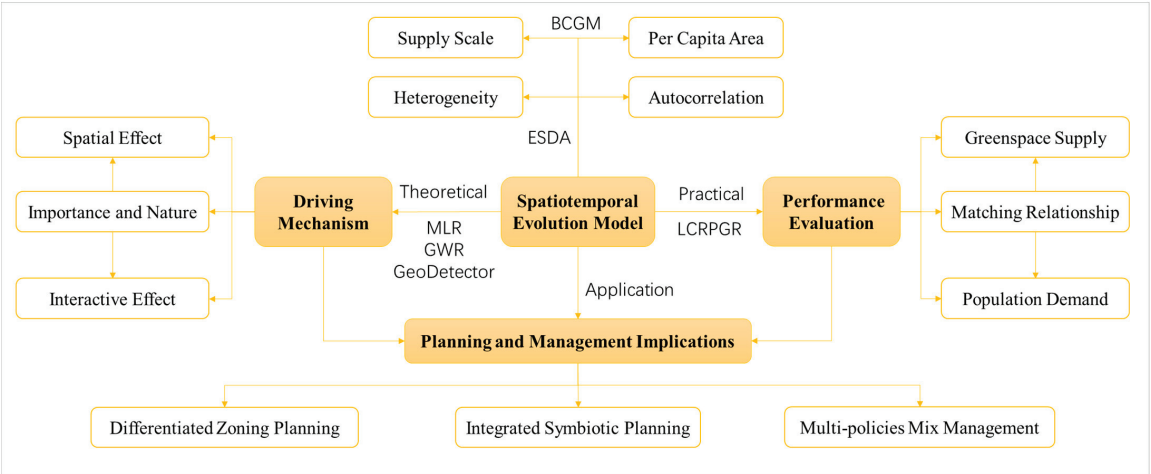 BCGM
Supply Scale
Per Capita Area
Heterogeneity
Autocorrelation
ESDA
Spatial Effect
Importance and Nature
Interactive Effect
Driving
Mechanism
Theoretical
MLR
GWR
GeoDetector
Spatiotemporal
Evolution Model
Practical
LCRPGR
Performance
Evaluation
Greenspace Supply
Matching Relationship
Population Demand
Application
Planning and Management Implications
Differentiated Zoning Planning
Integrated Symbiotic Planning
Multi-policies Mix Management